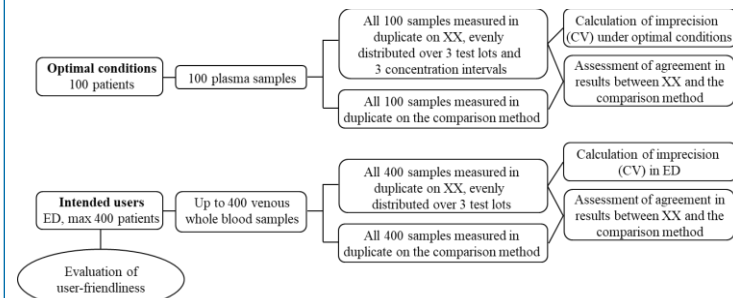 Optimal conditions
100 patients
100 plasma samples
All 100 samples measured in
duplicate on XX, evenly
distributed over 3 test lots and
3 concentration intervals
All 100 samples measured in
duplicate on the comparison method
Calculation of imprecision
(CV) under optimal conditions
Assessment of agreement in
results between XX and the
comparison method
Intended users
ED, max 400 patients
Up to 400 venous
whole blood samples
All 400 samples measured in
duplicate on XX, evenly
distributed over 3 test lots
All 400 samples measured in
duplicate on the comparison method
Calculation of imprecision
(CV) in ED
Assessment of agreement in
results between XX and the
comparison method
Evaluation of
user-friendliness